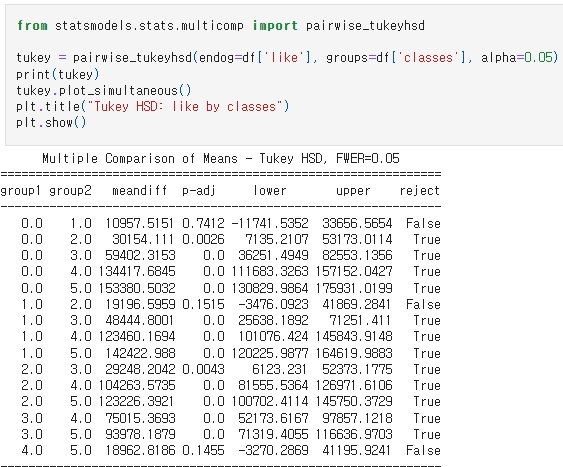 from statsmodels.stats.multicomp import pairwise_tukeyhsd
tukey = pairwise_tukeyhsd(endog=df['like'], groups=df['classes'], alpha=0.05)
print(tukey)
tukey.plot_simultaneous()
plt.title("Tukey HSD: like by classes")
plt.show()
Multiple Comparison of Means - Tukey HSD, FWER=0.05
==========================================================
group1 group2 meandiff p-adj lower upper reject
----------------------------------------------------------
0.0 1.0 10957.5151 0.7412 -11741.5352 33656.5654 False
0.0 2.0 30154.111 0.0026 7135.2107 53173.0114 True
0.0 3.0 59402.3153 0.0 36251.4949 82553.1356 True
0.0 4.0 134417.6845 0.0 111683.3263 157152.0427 True
0.0 5.0 153380.5032 0.0 130829.9864 175931.0199 True
1.0 2.0 19196.5959 0.1515 -3476.0923 41869.2841 False
1.0 3.0 48444.8001 0.0 25638.1892 71251.411 True
1.0 4.0 123460.1694 0.0 101076.424 145843.9148 True
1.0 5.0 142422.988 0.0 120225.9877 164619.9883 True
2.0 3.0 29248.2042 0.0043 6123.231 52373.1775 True
2.0 4.0 104263.5735 0.0 81555.5364 126971.6106 True
2.0 5.0 123226.3921 0.0 100702.4114 145750.3729 True
3.0 4.0 75015.3693 0.0 52173.6167 97857.1218 True
3.0 5.0 93978.1879 0.0 71319.4055 116636.9703 True
4.0 5.0 18962.8186 0.1455 -3270.2869 41195.9241 False
----------------------------------------------------------